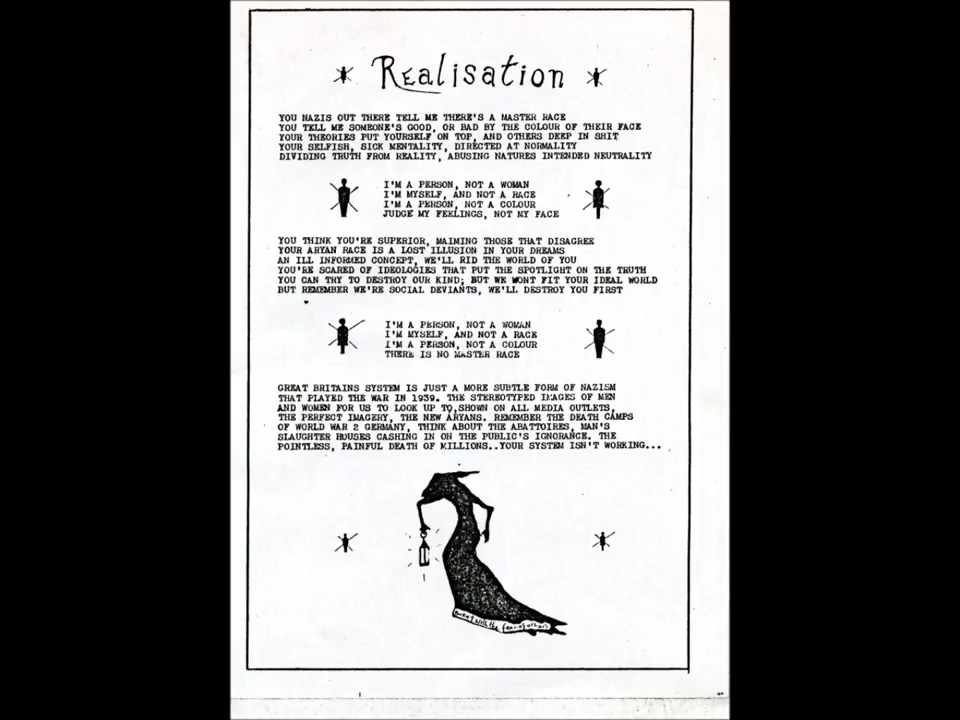 Realisation
YOU NAZIS OUT THERE TELL ME THERE'S A MASTER RACE
YOU TELL ME SOMEONE'S GOOD, OR BAD BY THE COLOUR OF THEIR FACE
YOUR THEORIES PUT YOURSELF ON TOP, AND OTHERS DEEP IN SHIT
YOUR SELFISH, SICK MENTALITY, DIRECTED AT NORMALITY
DIVIDING TRUTH FROM REALITY, ABUSING NATURES INTENDED NEUTRALITY
I'M A PERSON, NOT A WOMAN
I'M MYSELF, AND NOT A RACE
I'M A PERSON, NOT A COLOUR
JUDGE MY FEELINGS, NOT MY FACE
YOU THINK YOU'RE SUPERIOR, MAIMING THOSE THAT DISAGREE
YOUR ARYAN RACE IS A LOST ILLUSION IN YOUR DREAMS
AN ILL INFORMED CONCEPT, WE'LL RID THE WORLD OF YOU
YOU'RE SCARED OF IDEOLOGIES THAT PUT THE SPOTLIGHT ON THE TRUTH
YOU CAN TRY TO DESTROY OUR KIND; BUT WE WONT FIT YOUR IDEAL WORLD
BUT REMEMBER WE'RE SOCIAL DEVIANTS, WE'LL DESTROY YOU FIRST
I'M A PERSON, NOT A WOMAN
I'M MYSELF, AND NOT A RACE
I'M A PERSON, NOT A COLOUR
THERE IS NO MASTER RACE
GREAT BRITAINS SYSTEM IS JUST A MORE SUBTLE FORM OF NAZISM
THAT PLAYED THE WAR IN 1939. THE STEREOTYPED IMAGES OF MEN
AND WOMEN FOR US TO LOOK UP TO,SHOWN ON ALL MEDIA OUTLETS,
THE PERFECT IMAGERY, THE NEW ARYANS. REMEMBER THE DEATH CAMPS
OF WORLD WAR 2 GERMANY, THINK ABOUT THE ABATTOIRES, MAN'S
SLAUGHTER HOUSES CASHING IN ON THE PUBLIC'S IGNORANCE. THE
POINTLESS, PAINFUL DEATH OF MILLIONS..YOUR SYSTEM ISN'T WORKING...
with the fear of others